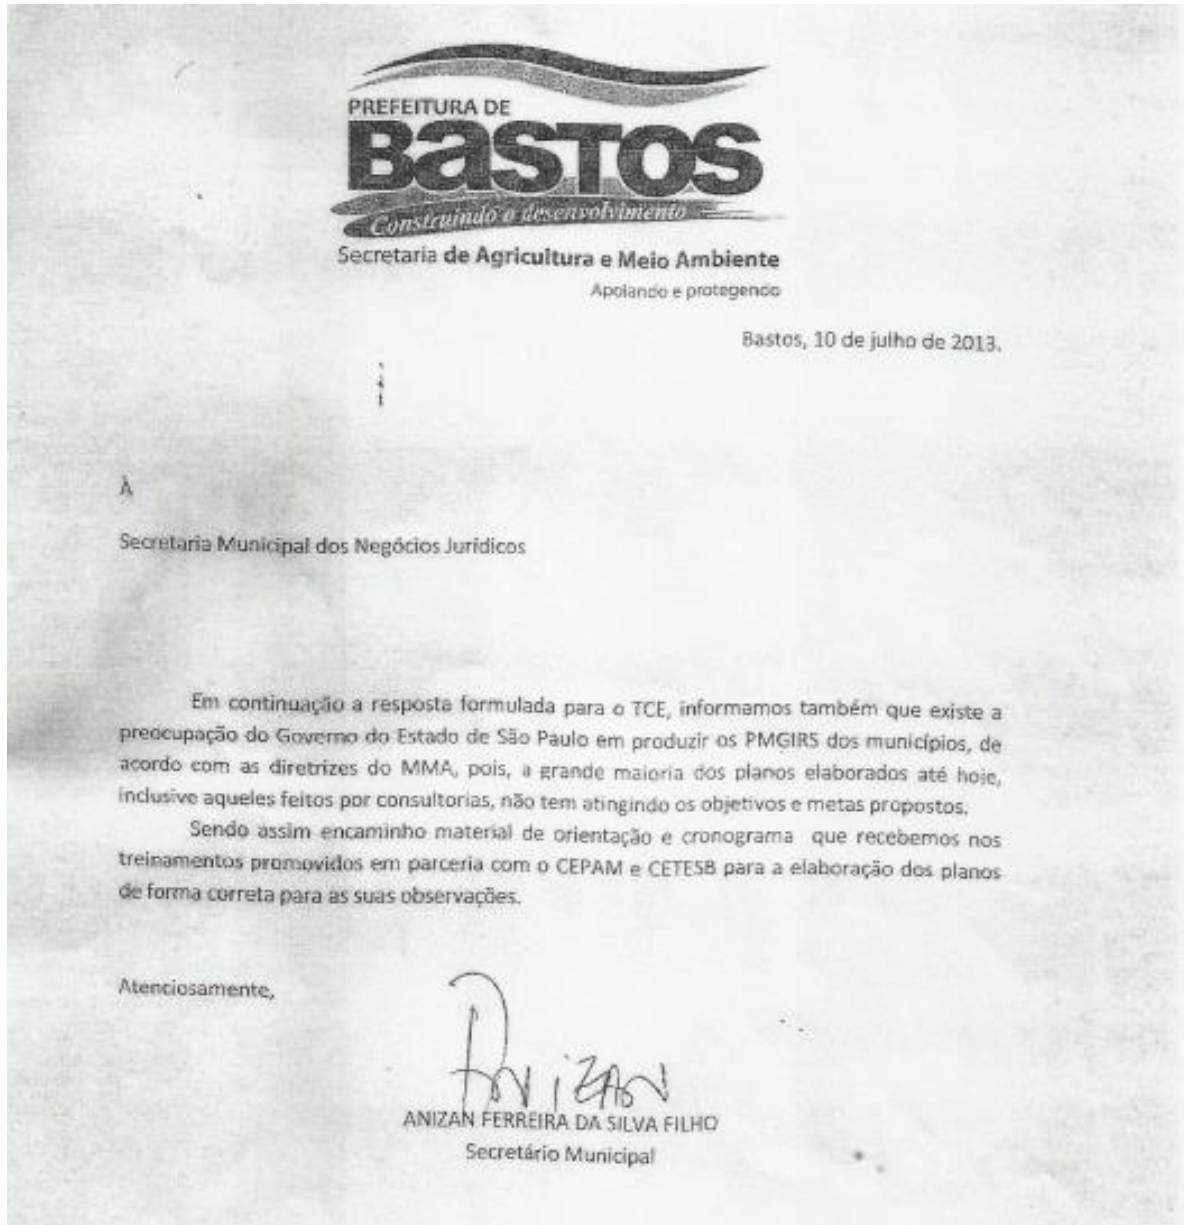 PREFEITURA DE
BASTOS
Construindo o desenvolvimento
Secretaria de Agricultura e Meio Ambiente
Apoiando e protegendo
Bastos, 10 de julho de 2013.
À
Secretaria Municipal dos Negócios Jurídicos
Em continuação a resposta formulada para o TCE, informamos também que existe a
preocupação do Governo do Estado de São Paulo em produzir os PMGIRS dos municípios, de
acordo com as diretrizes do MMA, pois, a grande maioria dos planos elaborados até hoje,
inclusive aqueles feitos por consultorias, não tem atingindo os objetivos e metas propostos.
Sendo assim encaminho material de orientação e cronograma que recebemos nos
treinamentos promovidos em parceria com o CEPAM e CETESB para a elaboração dos planos
de forma correta para as suas observações.
Atenciosamente,
ANIZAN
ANIZAN FERREIRA DA SILVA FILHO
Secretário Municipal